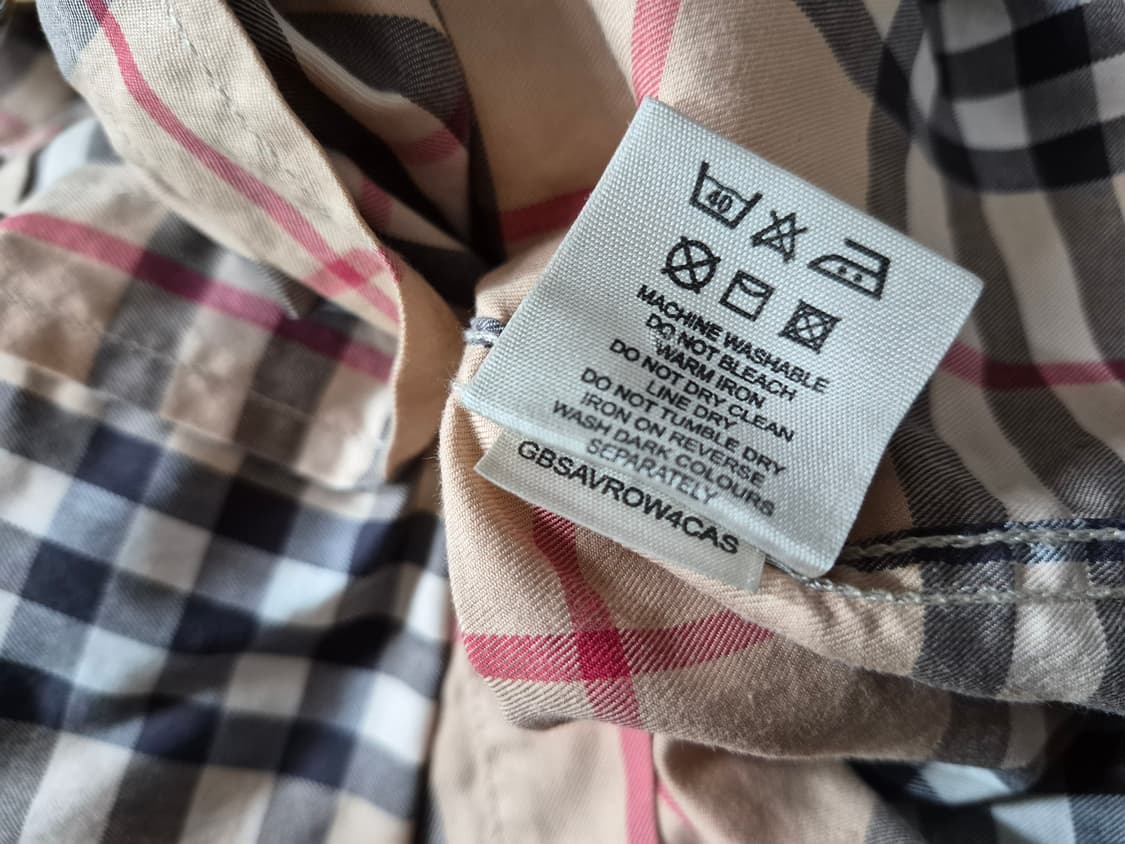 40
MACHINE WASHABLE
DO NOT BLEACH
WARM IRON
DO NOT DRY CLEAN
LINE DRY
DO NOT TUMBLE DRY
IRON ON REVERSE
WASH DARK COLOURS
SEPARATELY
GBSAVROW4CAS